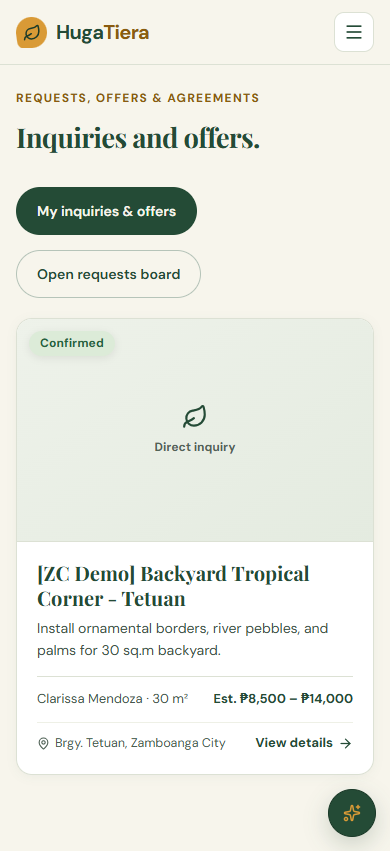 HugaTiera
REQUESTS, OFFERS & AGREEMENTS
Inquiries and offers.
My inquiries & offers
Open requests board
Confirmed
Direct inquiry
[ZC Demo] Backyard Tropical
Corner - Tetuan
Install ornamental borders, river pebbles, and
palms for 30 sq.m backyard.
Clarissa Mendoza · 30 m² Est. ₱8,500 – ₱14,000
Brgy. Tetuan, Zamboanga City View details →